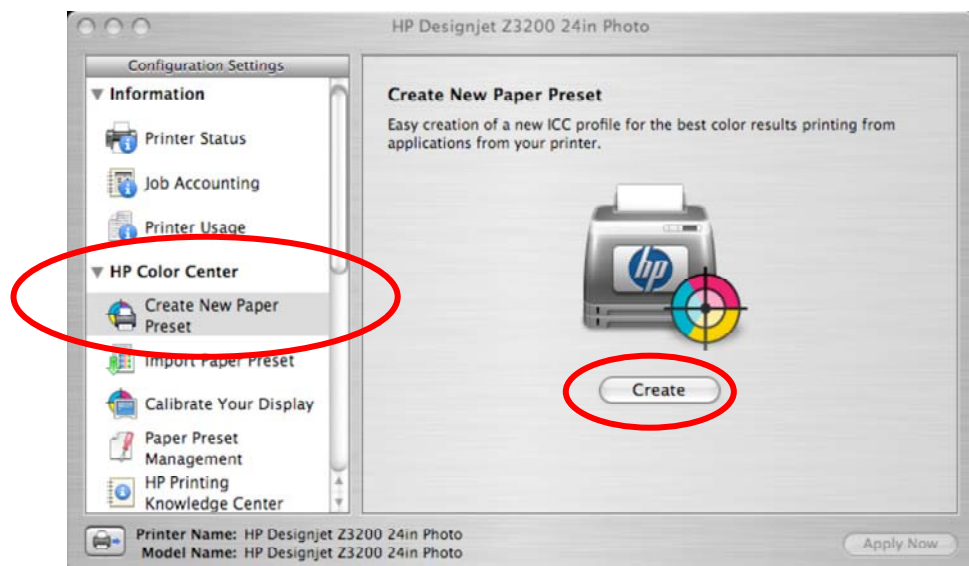 HP Designjet Z3200 24in Photo
Configuration Settings
Information
Printer Status
Job Accounting
Printer Usage
HP Color Center
Create New Paper
Preset
Import Paper Preset
Calibrate Your Display
Paper Preset
Management
HP Printing
Knowledge Center
Create New Paper Preset
Easy creation of a new ICC profile for the best color results printing from
applications from your printer.
hp
Create
Printer Name: HP Designjet Z3200 24in Photo
Model Name: HP Designjet Z3200 24in Photo
Apply Now